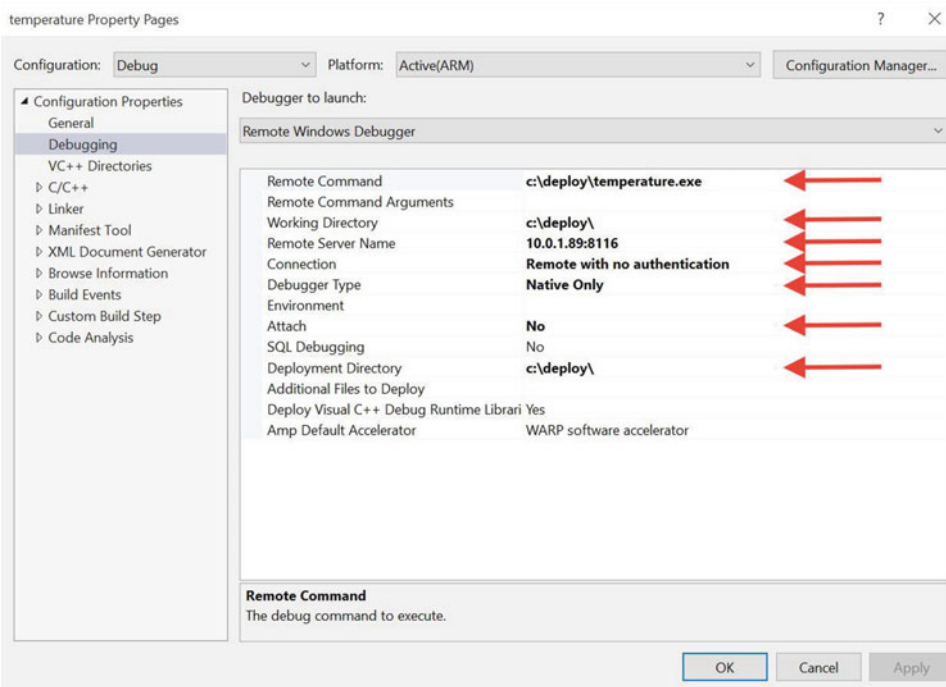 temperature Property Pages ? ×
Configuration: Debug Platform: Active(ARM) Configuration Manager...
Configuration Properties
General
Debugging
VC++ Directories
C/C++
Linker
Manifest Tool
XML Document Generator
Browse Information
Build Events
Custom Build Step
Code Analysis
Debugger to launch:
Remote Windows Debugger
Remote Command c:\deploy\temperature.exe
Remote Command Arguments
Working Directory c:\deploy\
Remote Server Name 10.0.1.89:8116
Connection Remote with no authentication
Debugger Type Native Only
Environment
Attach No
SQL Debugging No
Deployment Directory c:\deploy\
Additional Files to Deploy
Deploy Visual C++ Debug Runtime Librari Yes
Amp Default Accelerator WARP software accelerator
Remote Command
The debug command to execute.
OK Cancel Apply